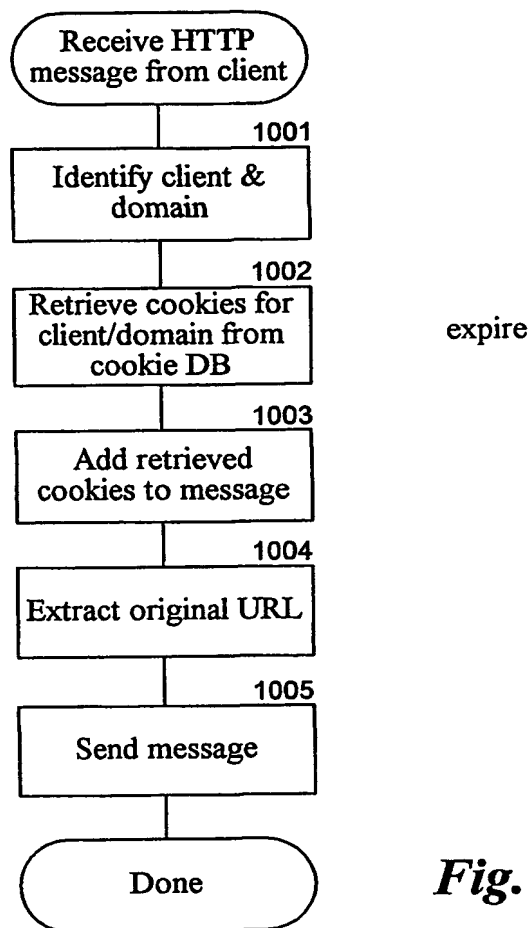 Receive HTTP
message from client
1001
Identify client &
domain
1002
Retrieve cookies for
client/domain from
cookie DB
expire
1003
Add retrieved
cookies to message
1004
Extract original URL
1005
Send message
Done
Fig.